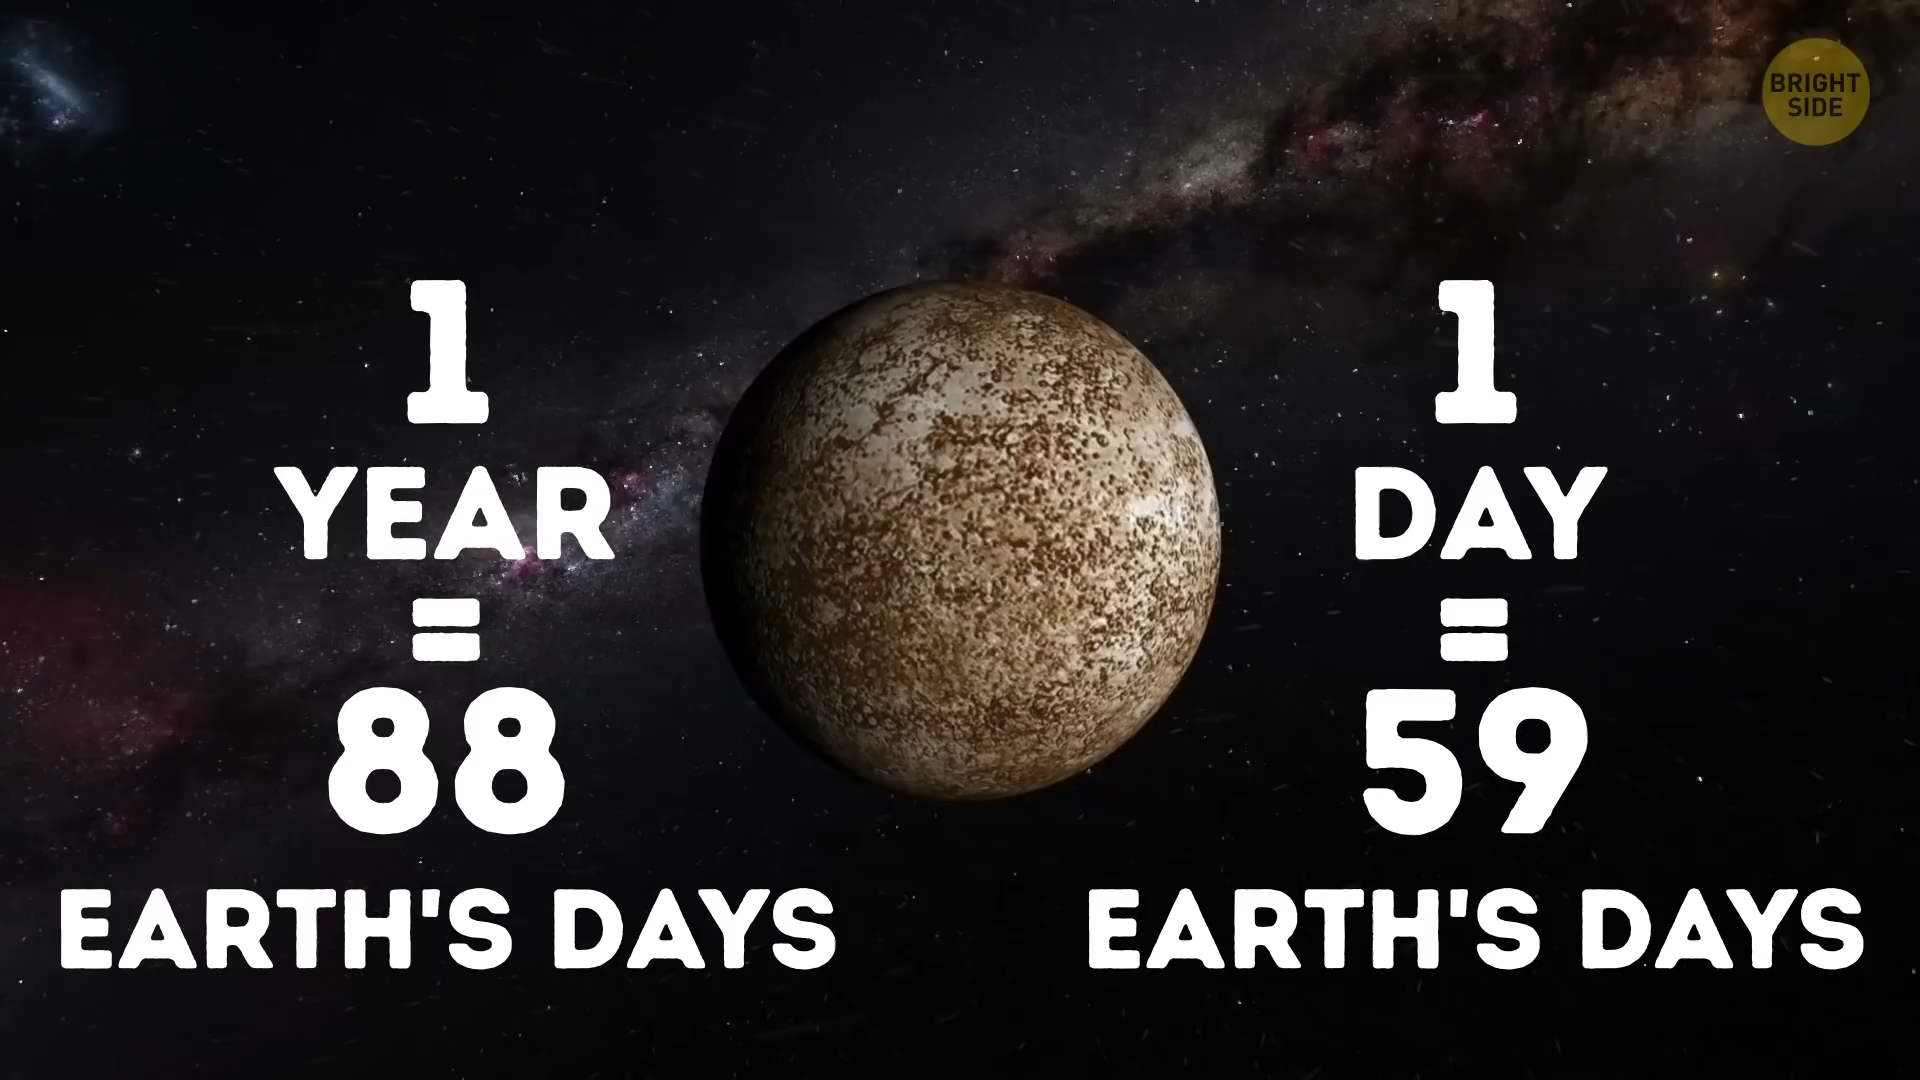 BRIGHT
SIDE
1
YEAR
=
88
EARTH'S DAYS
1
DAY
=
59
EARTH'S DAYS